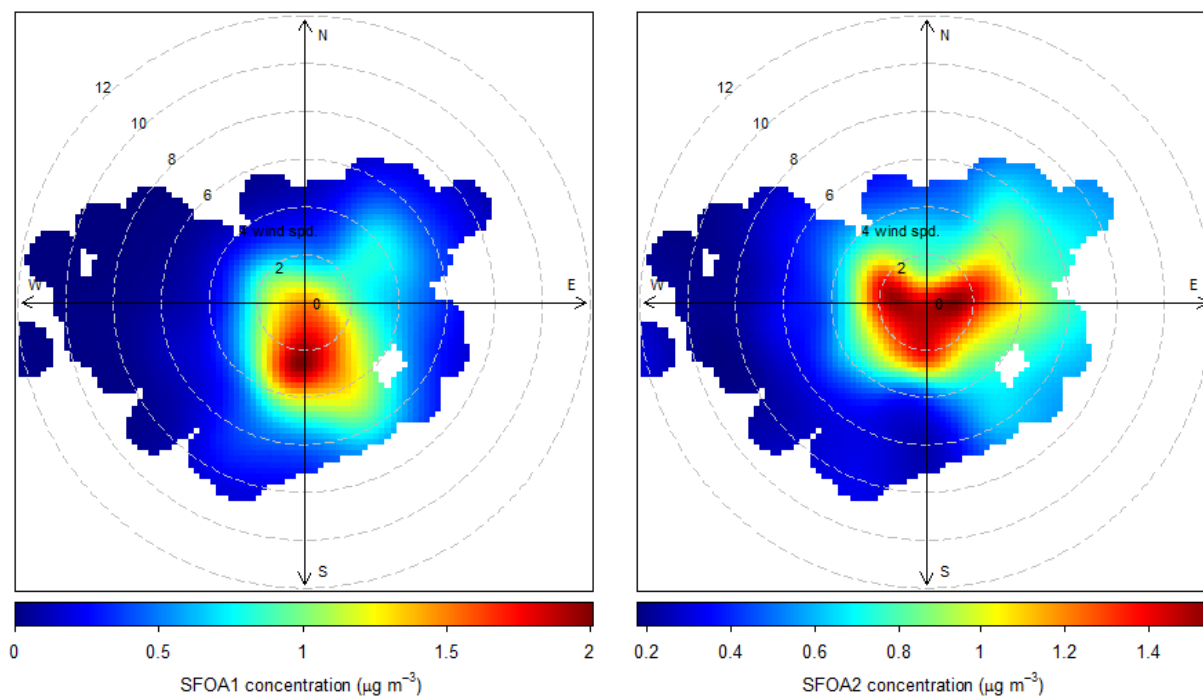 N
12
10
8
6
4 wind spd.
2
W
0
E
S
0 0.5 1 1.5 2
SFOA1 concentration (μg m⁻³)
N
12
10
8
6
4 wind spd.
2
W
0
E
S
0.2 0.4 0.6 0.8 1 1.2 1.4
SFOA2 concentration (μg m⁻³)